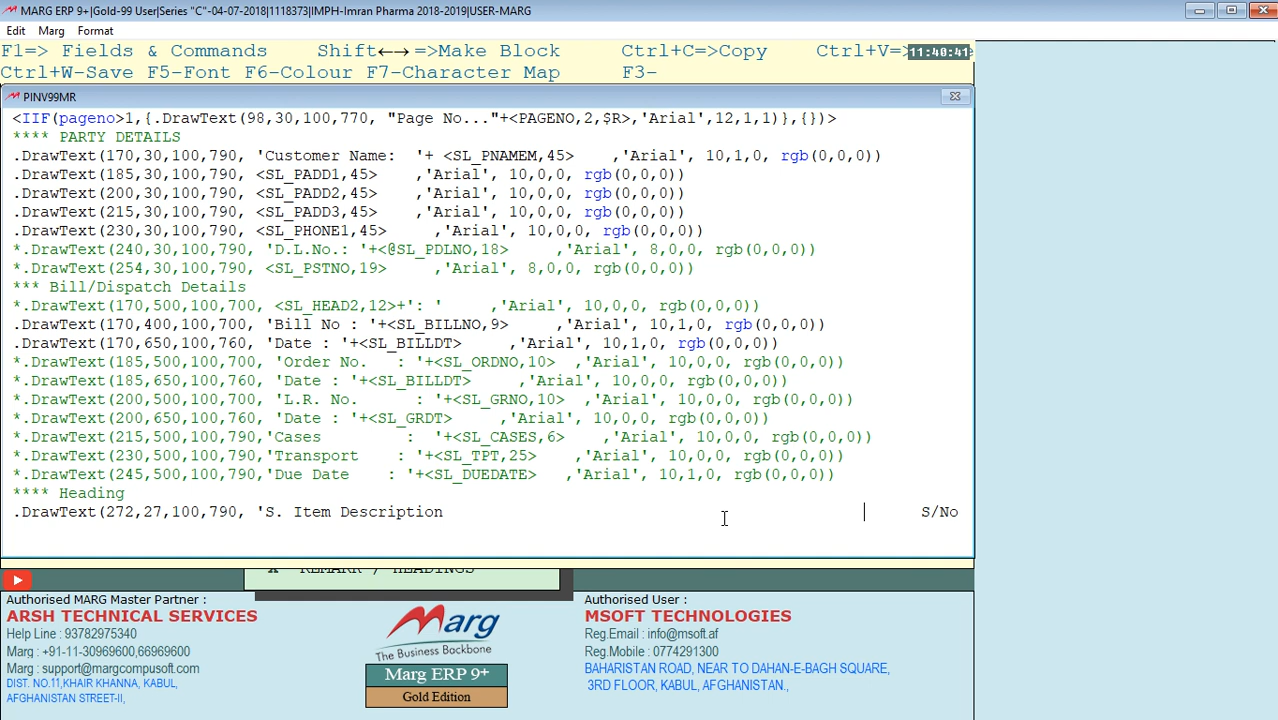 MARG ERP 9+|Gold-99 User|Series "C"-04-07-2018|1118373|IMPH-Imran Pharma 2018-2019|USER-MARG
Edit Marg Format
F1=> Fields & Commands Shift←→ =>Make Block Ctrl+C=>Copy Ctrl+V=> 11:40:41
Ctrl+W-Save F5-Font F6-Colour F7-Character Map F3-
PINV99MR
<IIF(pageno>1,{.DrawText(98,30,100,770, "Page No..."+<PAGENO,2,$R>,'Arial',12,1,1)},{})>
**** PARTY DETAILS
.DrawText(170,30,100,790, 'Customer Name: '+ <SL_PNAMEM,45> ,'Arial', 10,1,0, rgb(0,0,0))
.DrawText(185,30,100,790, <SL_PADD1,45> ,'Arial', 10,0,0, rgb(0,0,0))
.DrawText(200,30,100,790, <SL_PADD2,45> ,'Arial', 10,0,0, rgb(0,0,0))
.DrawText(215,30,100,790, <SL_PADD3,45> ,'Arial', 10,0,0, rgb(0,0,0))
.DrawText(230,30,100,790, <SL_PHONE1,45> ,'Arial', 10,0,0, rgb(0,0,0))
*.DrawText(240,30,100,790, 'D.L.No.: '+<@SL_PDLNO,18> ,'Arial', 8,0,0, rgb(0,0,0))
*.DrawText(254,30,100,790, <SL_PSTNO,19> ,'Arial', 8,0,0, rgb(0,0,0))
*** Bill/Dispatch Details
*.DrawText(170,500,100,700, <SL_HEAD2,12>+': ' ,'Arial', 10,0,0, rgb(0,0,0))
.DrawText(170,400,100,700, 'Bill No : '+<SL_BILLNO,9> ,'Arial', 10,1,0, rgb(0,0,0))
.DrawText(170,650,100,760, 'Date : '+<SL_BILLDT> ,'Arial', 10,1,0, rgb(0,0,0))
*.DrawText(185,500,100,700, 'Order No. : '+<SL_ORDNO,10> ,'Arial', 10,0,0, rgb(0,0,0))
*.DrawText(185,650,100,760, 'Date : '+<SL_BILLDT> ,'Arial', 10,0,0, rgb(0,0,0))
*.DrawText(200,500,100,700, 'L.R. No. : '+<SL_GRNO,10> ,'Arial', 10,0,0, rgb(0,0,0))
*.DrawText(200,650,100,760, 'Date : '+<SL_GRDT> ,'Arial', 10,0,0, rgb(0,0,0))
*.DrawText(215,500,100,790,'Cases : '+<SL_CASES,6> ,'Arial', 10,0,0, rgb(0,0,0))
*.DrawText(230,500,100,790,'Transport : '+<SL_TPT,25> ,'Arial', 10,0,0, rgb(0,0,0))
*.DrawText(245,500,100,790,'Due Date : '+<SL_DUEDATE> ,'Arial', 10,1,0, rgb(0,0,0))
**** Heading
.DrawText(272,27,100,790, 'S. Item Description S/No
REMARK / HEADINGS
Authorised MARG Master Partner :
ARSH TECHNICAL SERVICES
Help Line : 93782975340
Marg : +91-11-30969600,66969600
Marg : support@margcompusoft.com
DIST. NO.11,KHAIR KHANNA, KABUL,
AFGHANISTAN STREET-II,
Marg
The Business Backbone
Marg ERP 9+
Gold Edition
Authorised User :
MSOFT TECHNOLOGIES
Reg.Email : info@msoft.af
Reg.Mobile : 0774291300
BAHARISTAN ROAD, NEAR TO DAHAN-E-BAGH SQUARE,
3RD FLOOR, KABUL, AFGHANISTAN.,